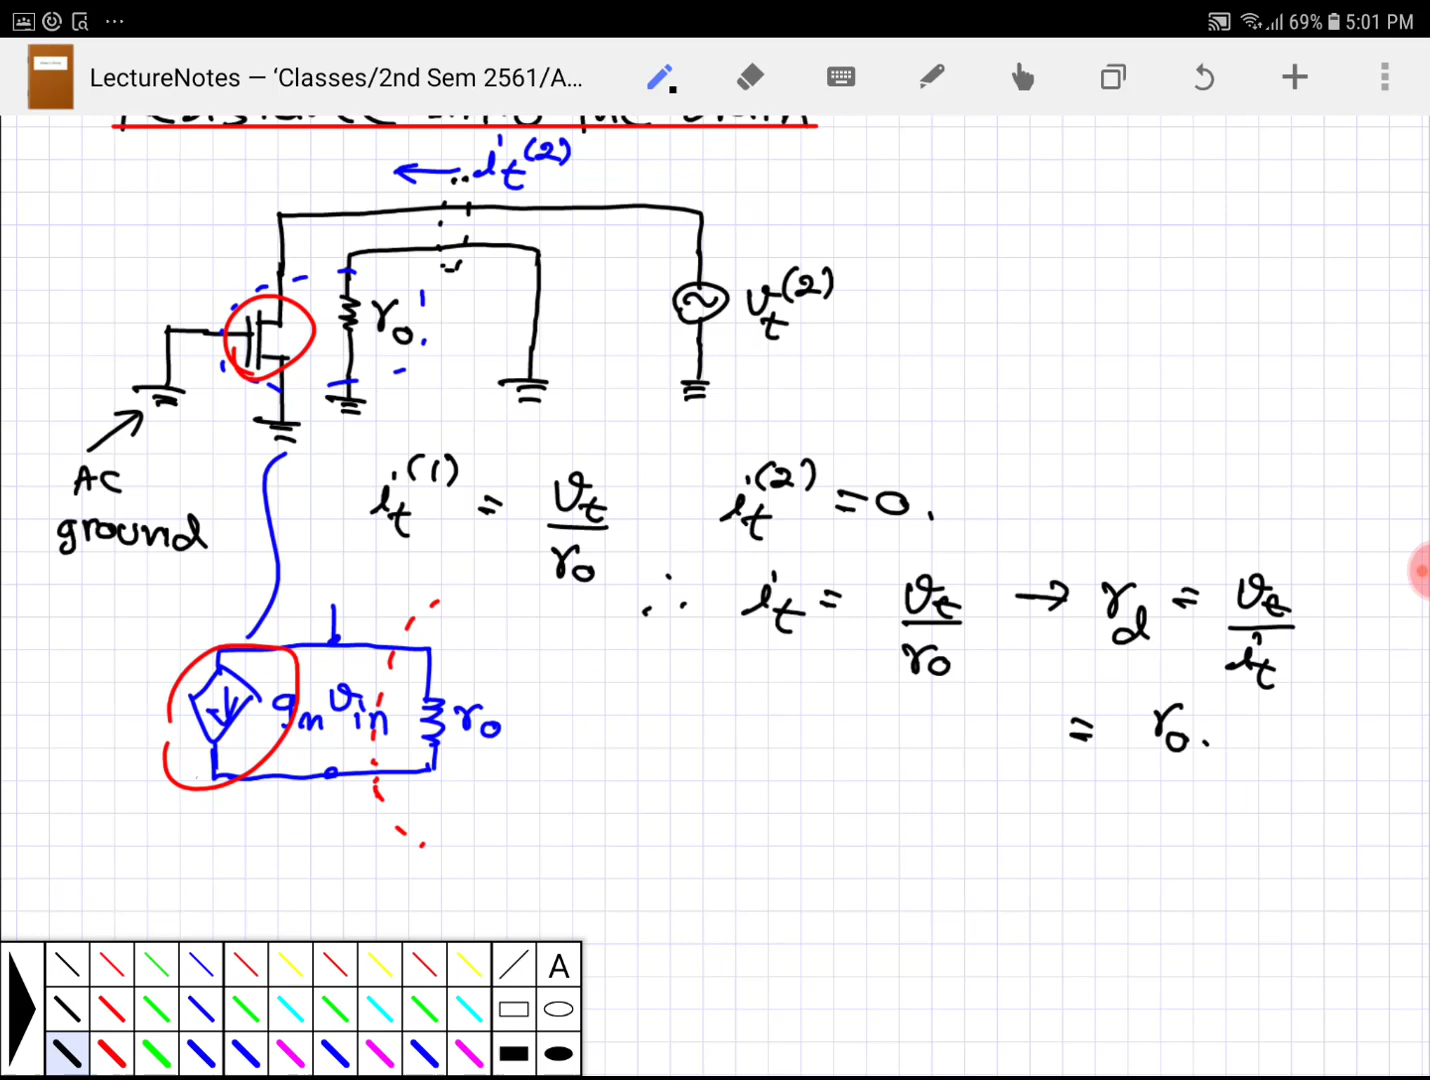 69% 5:01 PM
LectureNotes — ‘Classes/2nd Sem 2561/A...
i_t^(2)
r_o
v_t^(2)
AC
ground
i_t^(1) = v_t / r_o
i_t^(2) = 0.
∴ i_t = v_t / r_o → r_d = v_t / i_t
= r_o.
g_m v_in
r_o
A